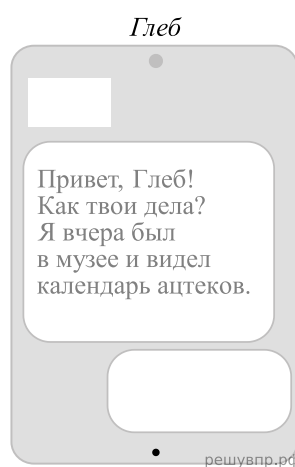 Глеб
Привет, Глеб!
Как твои дела?
Я вчера был
в музее и видел
календарь ацтеков.
решувпр.рф